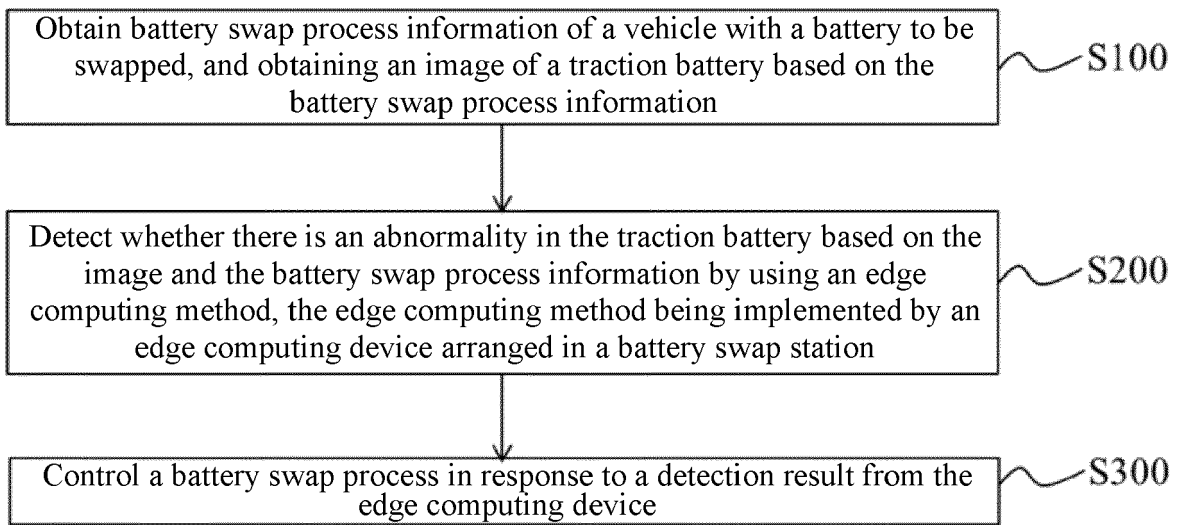 Obtain battery swap process information of a vehicle with a battery to be
swapped, and obtaining an image of a traction battery based on the
battery swap process information
S100
Detect whether there is an abnormality in the traction battery based on the
image and the battery swap process information by using an edge
computing method, the edge computing method being implemented by an
edge computing device arranged in a battery swap station
S200
Control a battery swap process in response to a detection result from the
edge computing device
S300